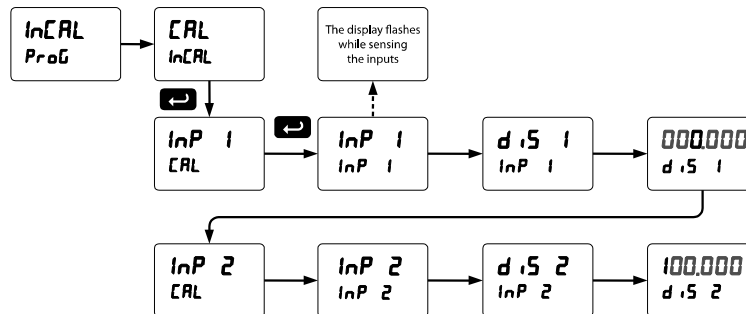 InCAL
ProG
CAL
InCAL
The display flashes
while sensing
the inputs
InP 1
CAL
InP 1
InP 1
diS 1
InP 1
000.000
diS 1
InP 2
CAL
InP 2
InP 2
diS 2
InP 2
100.000
diS 2